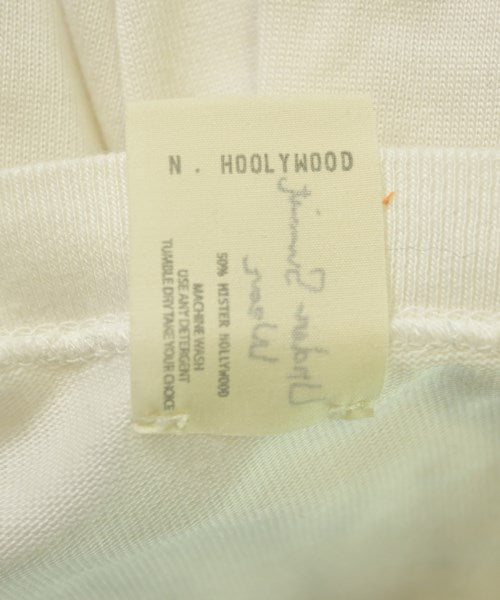 N. HOOLYWOOD
50% MISTER HOLLYWOOD
MACHINE WASH
USE ANY DETERGENT
TUMBLE DRY TAKE YOUR CHOICE